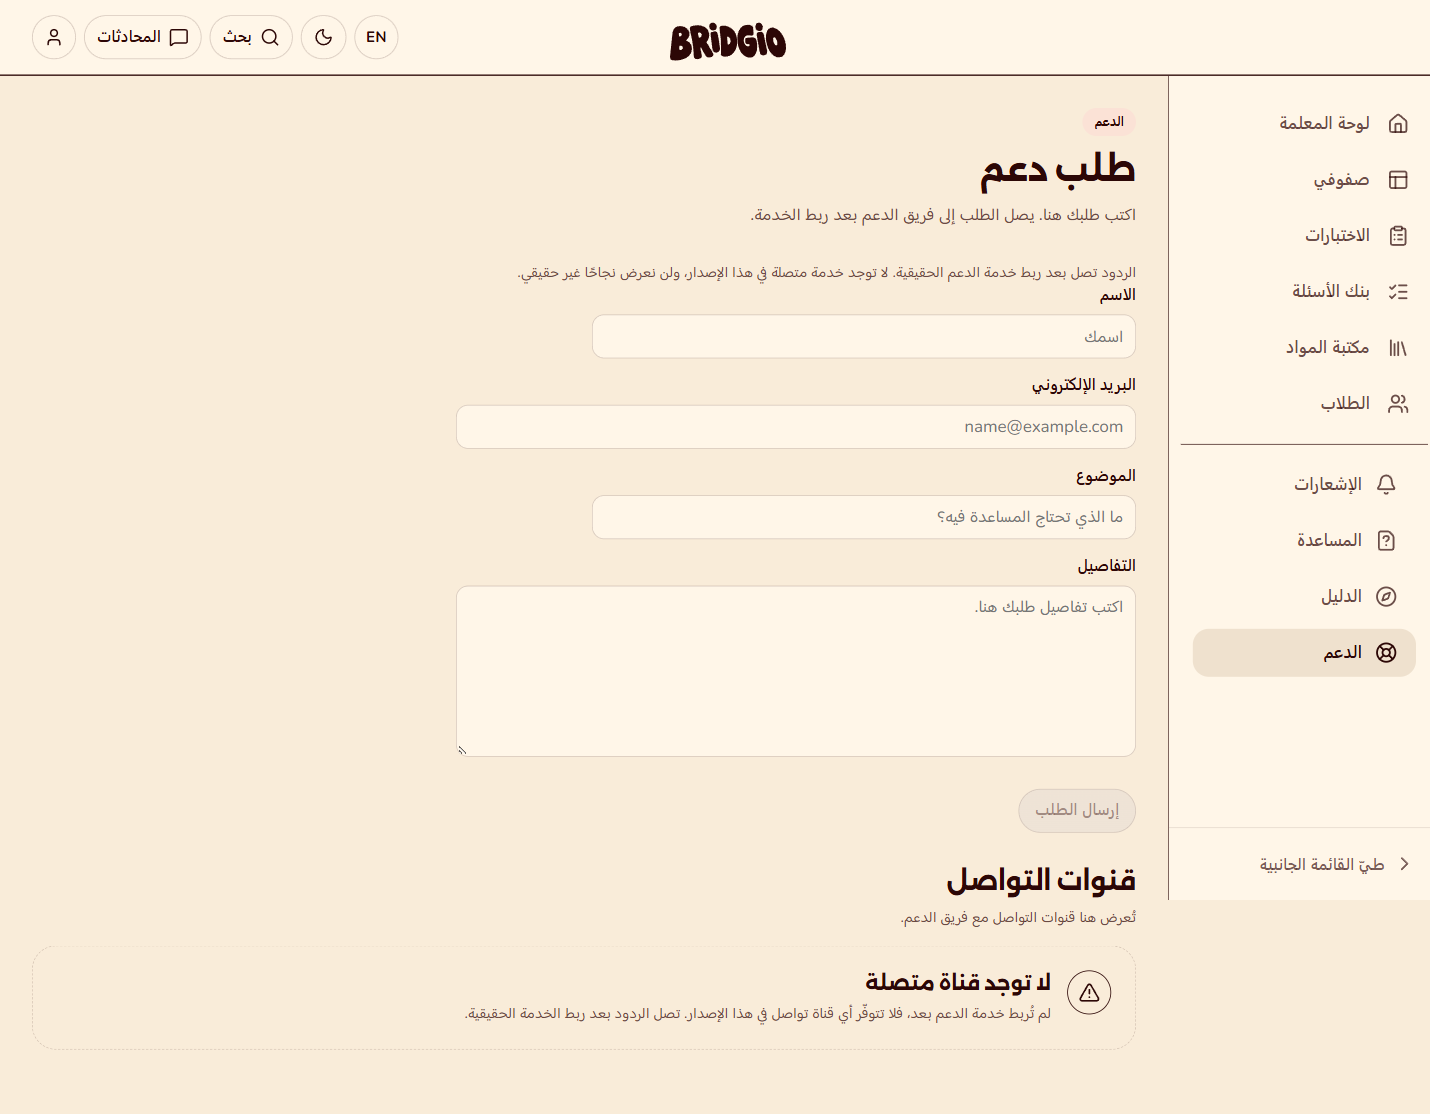 EN
بحث
المحادثات
BRiDGiO
لوحة المعلمة
صفوفي
الاختبارات
بنك الأسئلة
مكتبة المواد
الطلاب
الإشعارات
المساعدة
الدليل
الدعم
طيّ القائمة الجانبية
الدعم
طلب دعم
اكتب طلبك هنا. يصل الطلب إلى فريق الدعم بعد ربط الخدمة.
الردود تصل بعد ربط خدمة الدعم الحقيقية. لا توجد خدمة متصلة في هذا الإصدار، ولن نعرض نجاحًا غير حقيقي.
الاسم
اسمك
البريد الإلكتروني
name@example.com
الموضوع
ما الذي تحتاج المساعدة فيه؟
التفاصيل
اكتب تفاصيل طلبك هنا.
إرسال الطلب
قنوات التواصل
تُعرض هنا قنوات التواصل مع فريق الدعم.
لا توجد قناة متصلة
لم تُربط خدمة الدعم بعد، فلا تتوفّر أي قناة تواصل في هذا الإصدار. تصل الردود بعد ربط الخدمة الحقيقية.